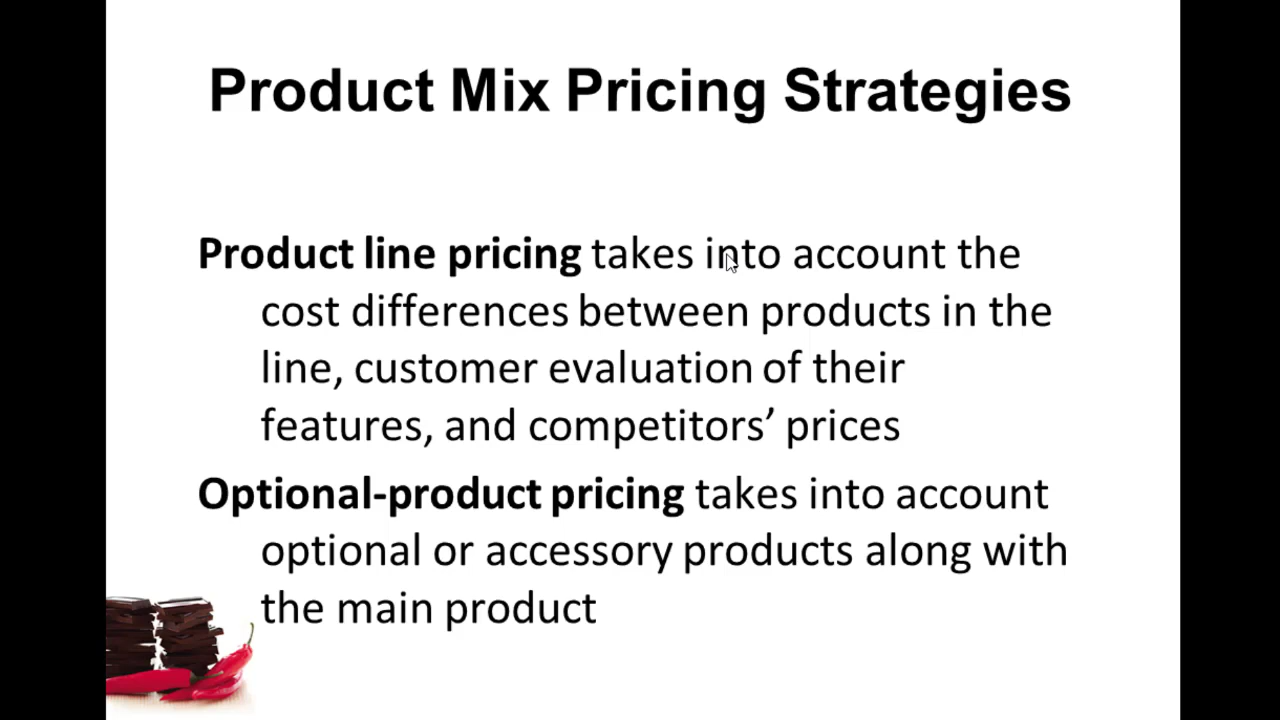 Product Mix Pricing Strategies
Product line pricing takes into account the
cost differences between products in the
line, customer evaluation of their
features, and competitors’ prices
Optional-product pricing takes into account
optional or accessory products along with
the main product